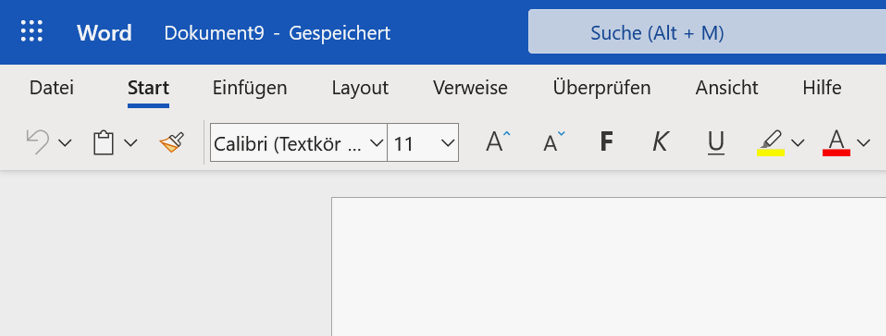 Word Dokument9 - Gespeichert Suche (Alt + M)
Datei Start Einfügen Layout Verweise Überprüfen Ansicht Hilfe
Calibri (Textkör ... 11 A A F K U A